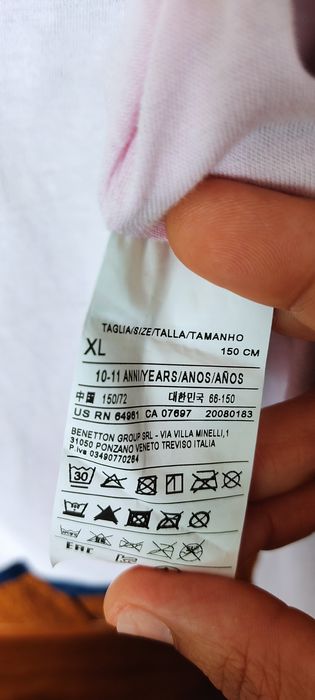 TAGLIA/SIZE/TALLA/TAMANHO
XL 150 CM
10-11 ANNI/YEARS/ANOS/AÑOS
中国 150/72 대한민국 66-150
US RN 64961 CA 07697 20080183
BENETTON GROUP SRL - VIA VILLA MINELLI,1
31050 PONZANO VENETO TREVISO ITALIA
P.Iva 03490770264
30
EAC